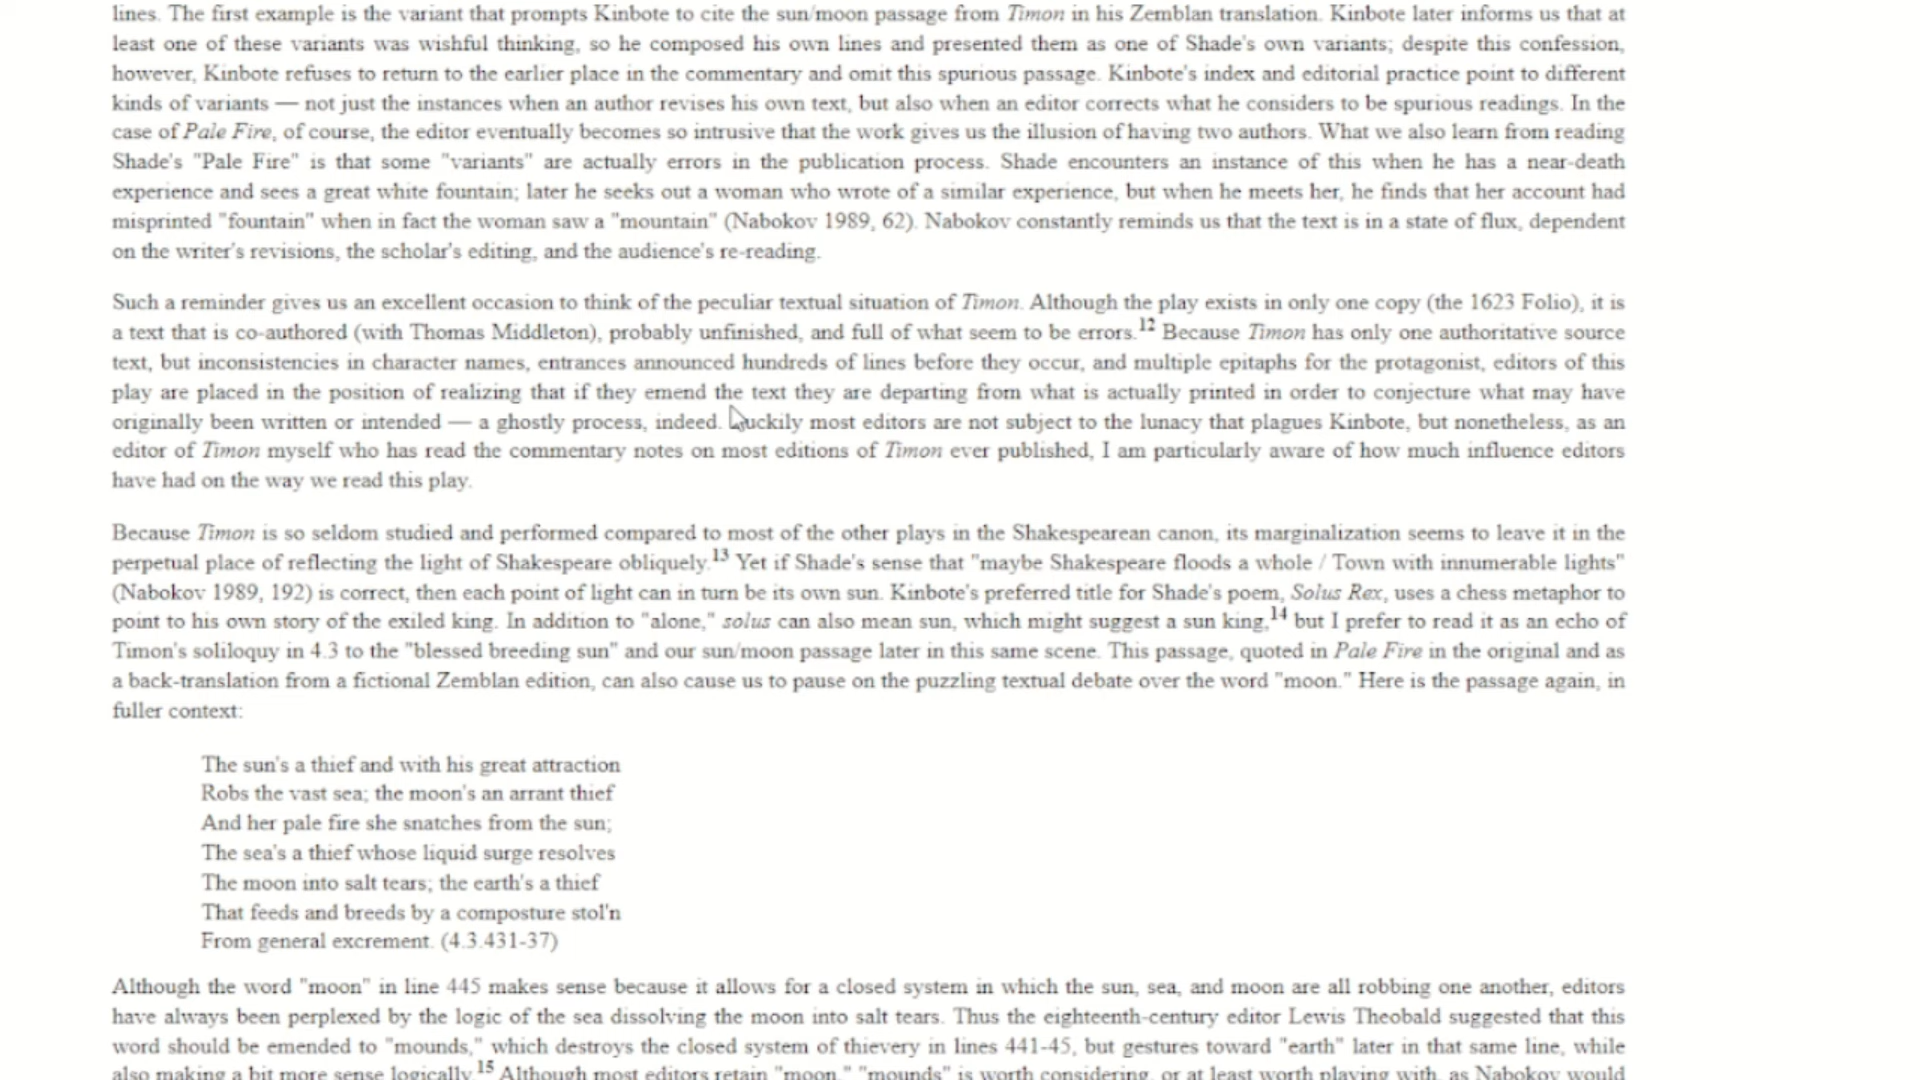 lines. The first example is the variant that prompts Kinbote to cite the sun/moon passage from Timon in his Zemblan translation. Kinbote later informs us that at
least one of these variants was wishful thinking, so he composed his own lines and presented them as one of Shade's own variants; despite this confession,
however, Kinbote refuses to return to the earlier place in the commentary and omit this spurious passage. Kinbote's index and editorial practice point to different
kinds of variants — not just the instances when an author revises his own text, but also when an editor corrects what he considers to be spurious readings. In the
case of Pale Fire, of course, the editor eventually becomes so intrusive that the work gives us the illusion of having two authors. What we also learn from reading
Shade's "Pale Fire" is that some "variants" are actually errors in the publication process. Shade encounters an instance of this when he has a near-death
experience and sees a great white fountain; later he seeks out a woman who wrote of a similar experience, but when he meets her, he finds that her account had
misprinted "fountain" when in fact the woman saw a "mountain" (Nabokov 1989, 62). Nabokov constantly reminds us that the text is in a state of flux, dependent
on the writer's revisions, the scholar's editing, and the audience's re-reading.
Such a reminder gives us an excellent occasion to think of the peculiar textual situation of Timon. Although the play exists in only one copy (the 1623 Folio), it is
a text that is co-authored (with Thomas Middleton), probably unfinished, and full of what seem to be errors.12 Because Timon has only one authoritative source
text, but inconsistencies in character names, entrances announced hundreds of lines before they occur, and multiple epitaphs for the protagonist, editors of this
play are placed in the position of realizing that if they emend the text they are departing from what is actually printed in order to conjecture what may have
originally been written or intended — a ghostly process, indeed. Luckily most editors are not subject to the lunacy that plagues Kinbote, but nonetheless, as an
editor of Timon myself who has read the commentary notes on most editions of Timon ever published, I am particularly aware of how much influence editors
have had on the way we read this play.
Because Timon is so seldom studied and performed compared to most of the other plays in the Shakespearean canon, its marginalization seems to leave it in the
perpetual place of reflecting the light of Shakespeare obliquely.13 Yet if Shade's sense that "maybe Shakespeare floods a whole / Town with innumerable lights"
(Nabokov 1989, 192) is correct, then each point of light can in turn be its own sun. Kinbote's preferred title for Shade's poem, Solus Rex, uses a chess metaphor to
point to his own story of the exiled king. In addition to "alone," solus can also mean sun, which might suggest a sun king,14 but I prefer to read it as an echo of
Timon's soliloquy in 4.3 to the "blessed breeding sun" and our sun/moon passage later in this same scene. This passage, quoted in Pale Fire in the original and as
a back-translation from a fictional Zemblan edition, can also cause us to pause on the puzzling textual debate over the word "moon." Here is the passage again, in
fuller context:
The sun's a thief and with his great attraction
Robs the vast sea; the moon's an arrant thief
And her pale fire she snatches from the sun;
The sea's a thief whose liquid surge resolves
The moon into salt tears; the earth's a thief
That feeds and breeds by a composture stol'n
From general excrement. (4.3.431-37)
Although the word "moon" in line 445 makes sense because it allows for a closed system in which the sun, sea, and moon are all robbing one another, editors
have always been perplexed by the logic of the sea dissolving the moon into salt tears. Thus the eighteenth-century editor Lewis Theobald suggested that this
word should be emended to "mounds," which destroys the closed system of thievery in lines 441-45, but gestures toward "earth" later in that same line, while
also making a bit more sense logically.15 Although most editors retain "moon," "mounds" is worth considering, or at least worth playing with, as Nabokov would